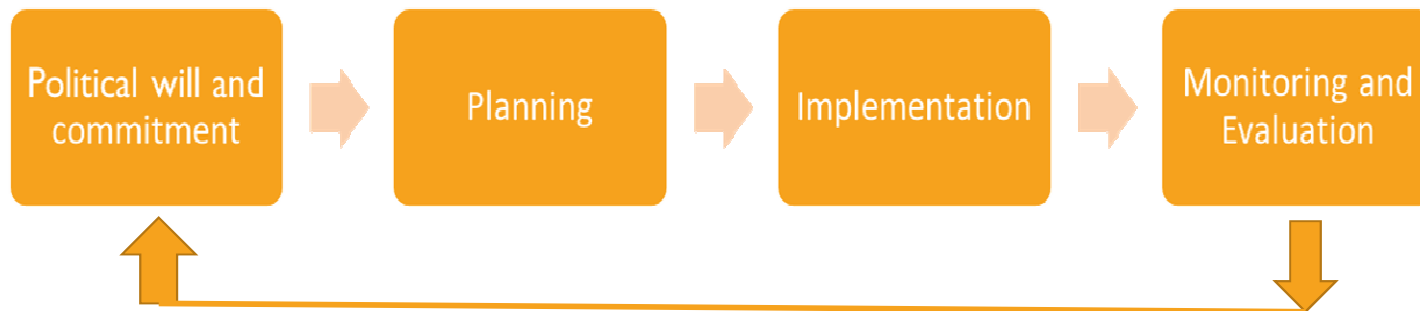 Political will and
commitment
Planning
Implementation
Monitoring and
Evaluation